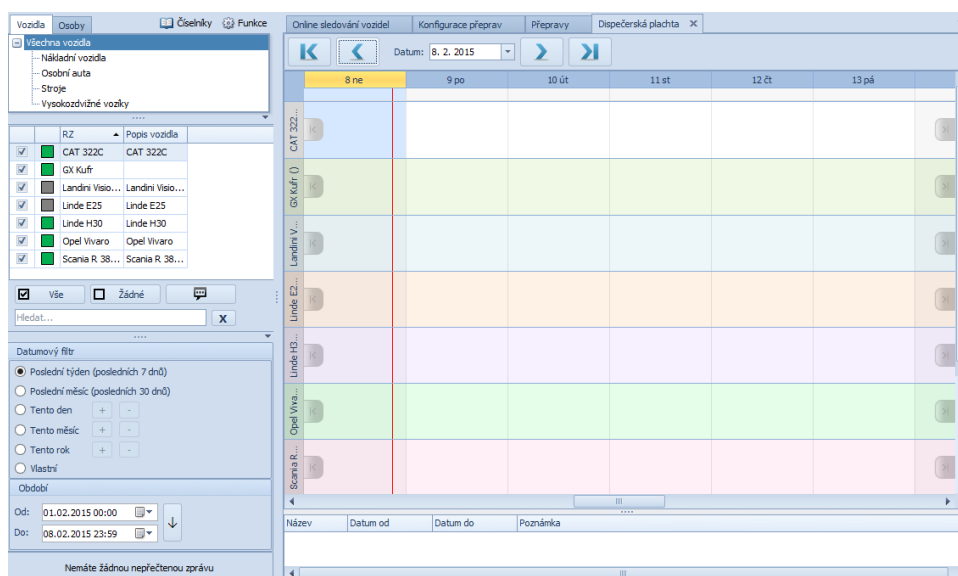 Vozidla Osoby Číselníky Funkce
Všechna vozidla
Nákladní vozidla
Osobní auta
Stroje
Vysokozdvižné vozíky
RZ Popis vozidla
CAT 322C CAT 322C
GX Kufr
Landini Visio... Landini Visio...
Linde E25 Linde E25
Linde H30 Linde H30
Opel Vivaro Opel Vivaro
Scania R 38... Scania R 38...
Vše Žádné
Hledat... x
Datumový filtr
Poslední týden (posledních 7 dnů)
Poslední měsíc (posledních 30 dnů)
Tento den + -
Tento měsíc + -
Tento rok + -
Vlastní
Období
Od: 01.02.2015 00:00
Do: 08.02.2015 23:59
Nemáte žádnou nepřečtenou zprávu
Online sledování vozidel Konfigurace přeprav Přepravy Dispečerská plachta X
Datum: 8. 2. 2015
8 ne 9 po 10 út 11 st 12 čt 13 pá
CAT 322...
GX Kufr ()
Landini V...
Linde E2...
Linde H3...
Opel Viva...
Scania R...
Název Datum od Datum do Poznámka